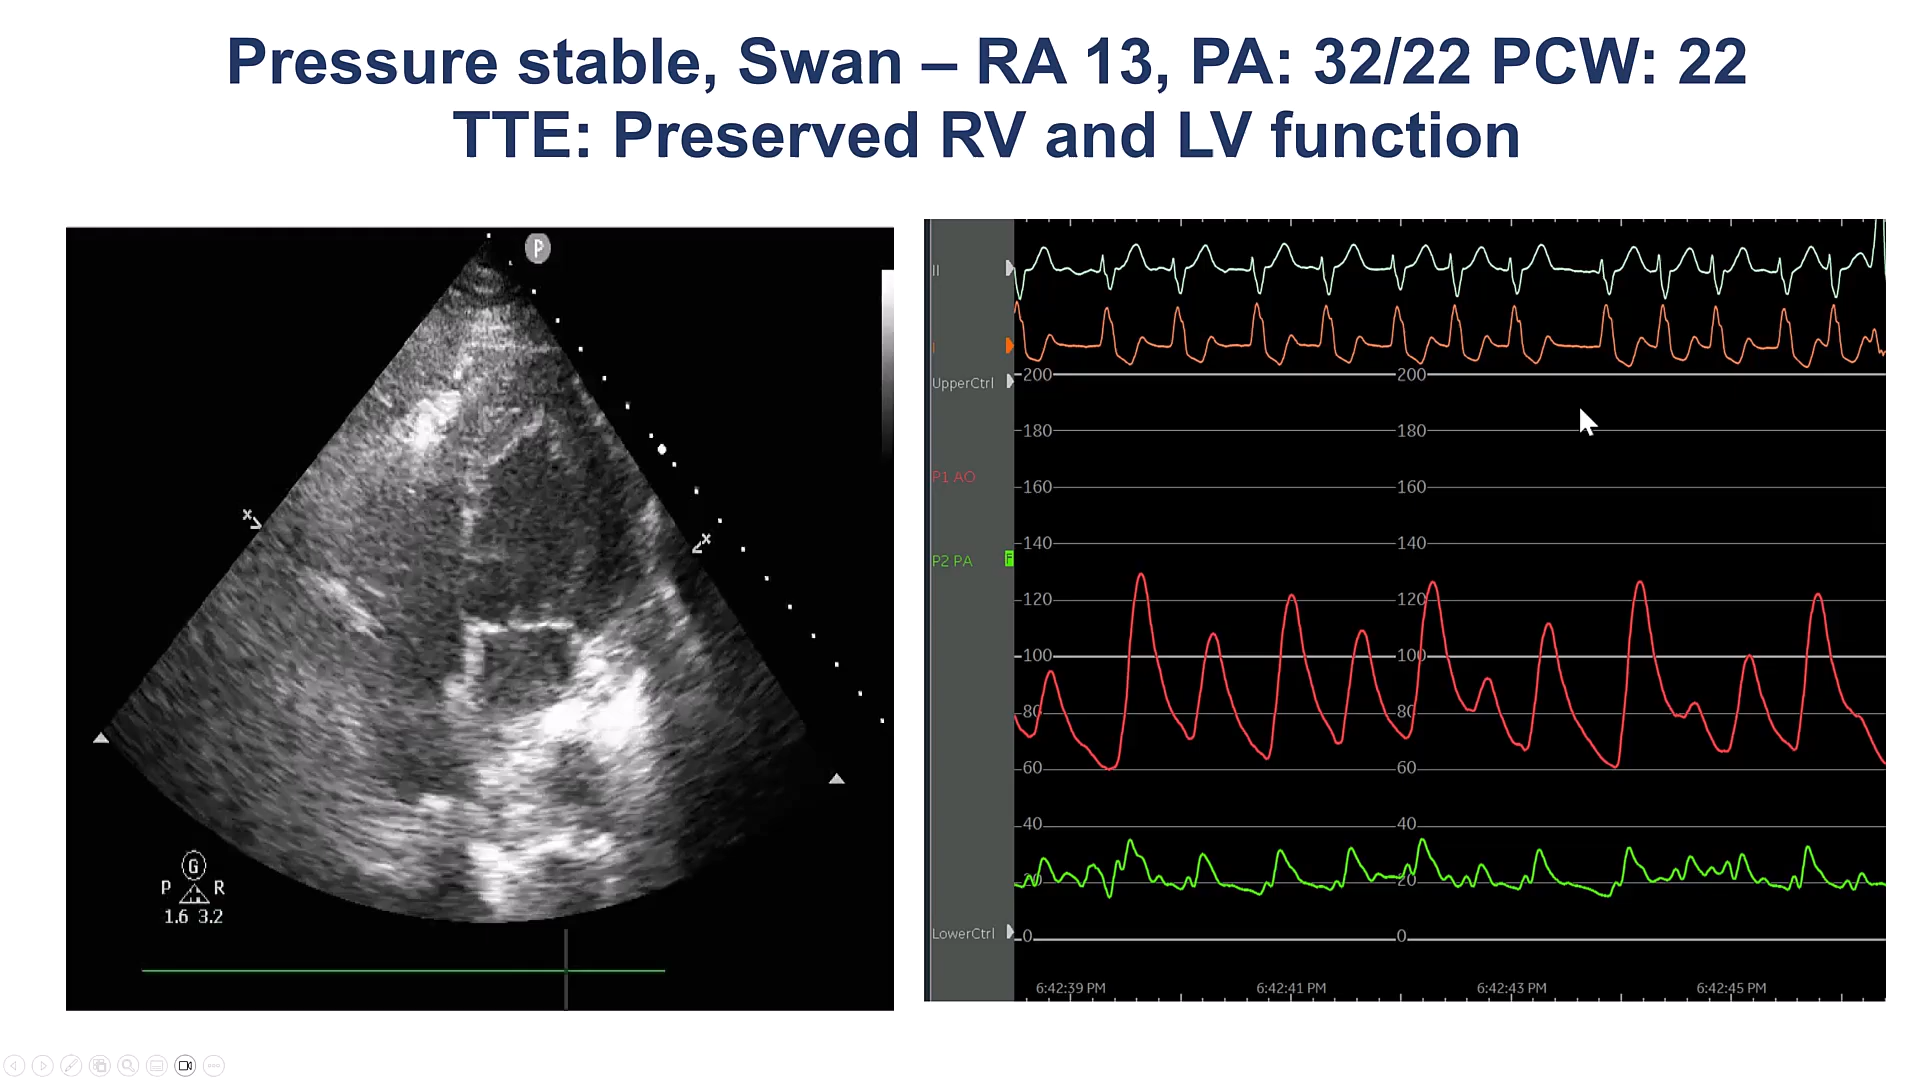 Pressure stable, Swan – RA 13, PA: 32/22 PCW: 22
TTE: Preserved RV and LV function
P
x
x
G
P R
1.6 3.2
II
I
UpperCtrl
200 200
180 180
P1 AO
160 160
P2 PA F
140 140
120 120
100 100
80 80
60 60
40 40
20 20
LowerCtrl
0 0
6:42:39 PM 6:42:41 PM 6:42:43 PM 6:42:45 PM